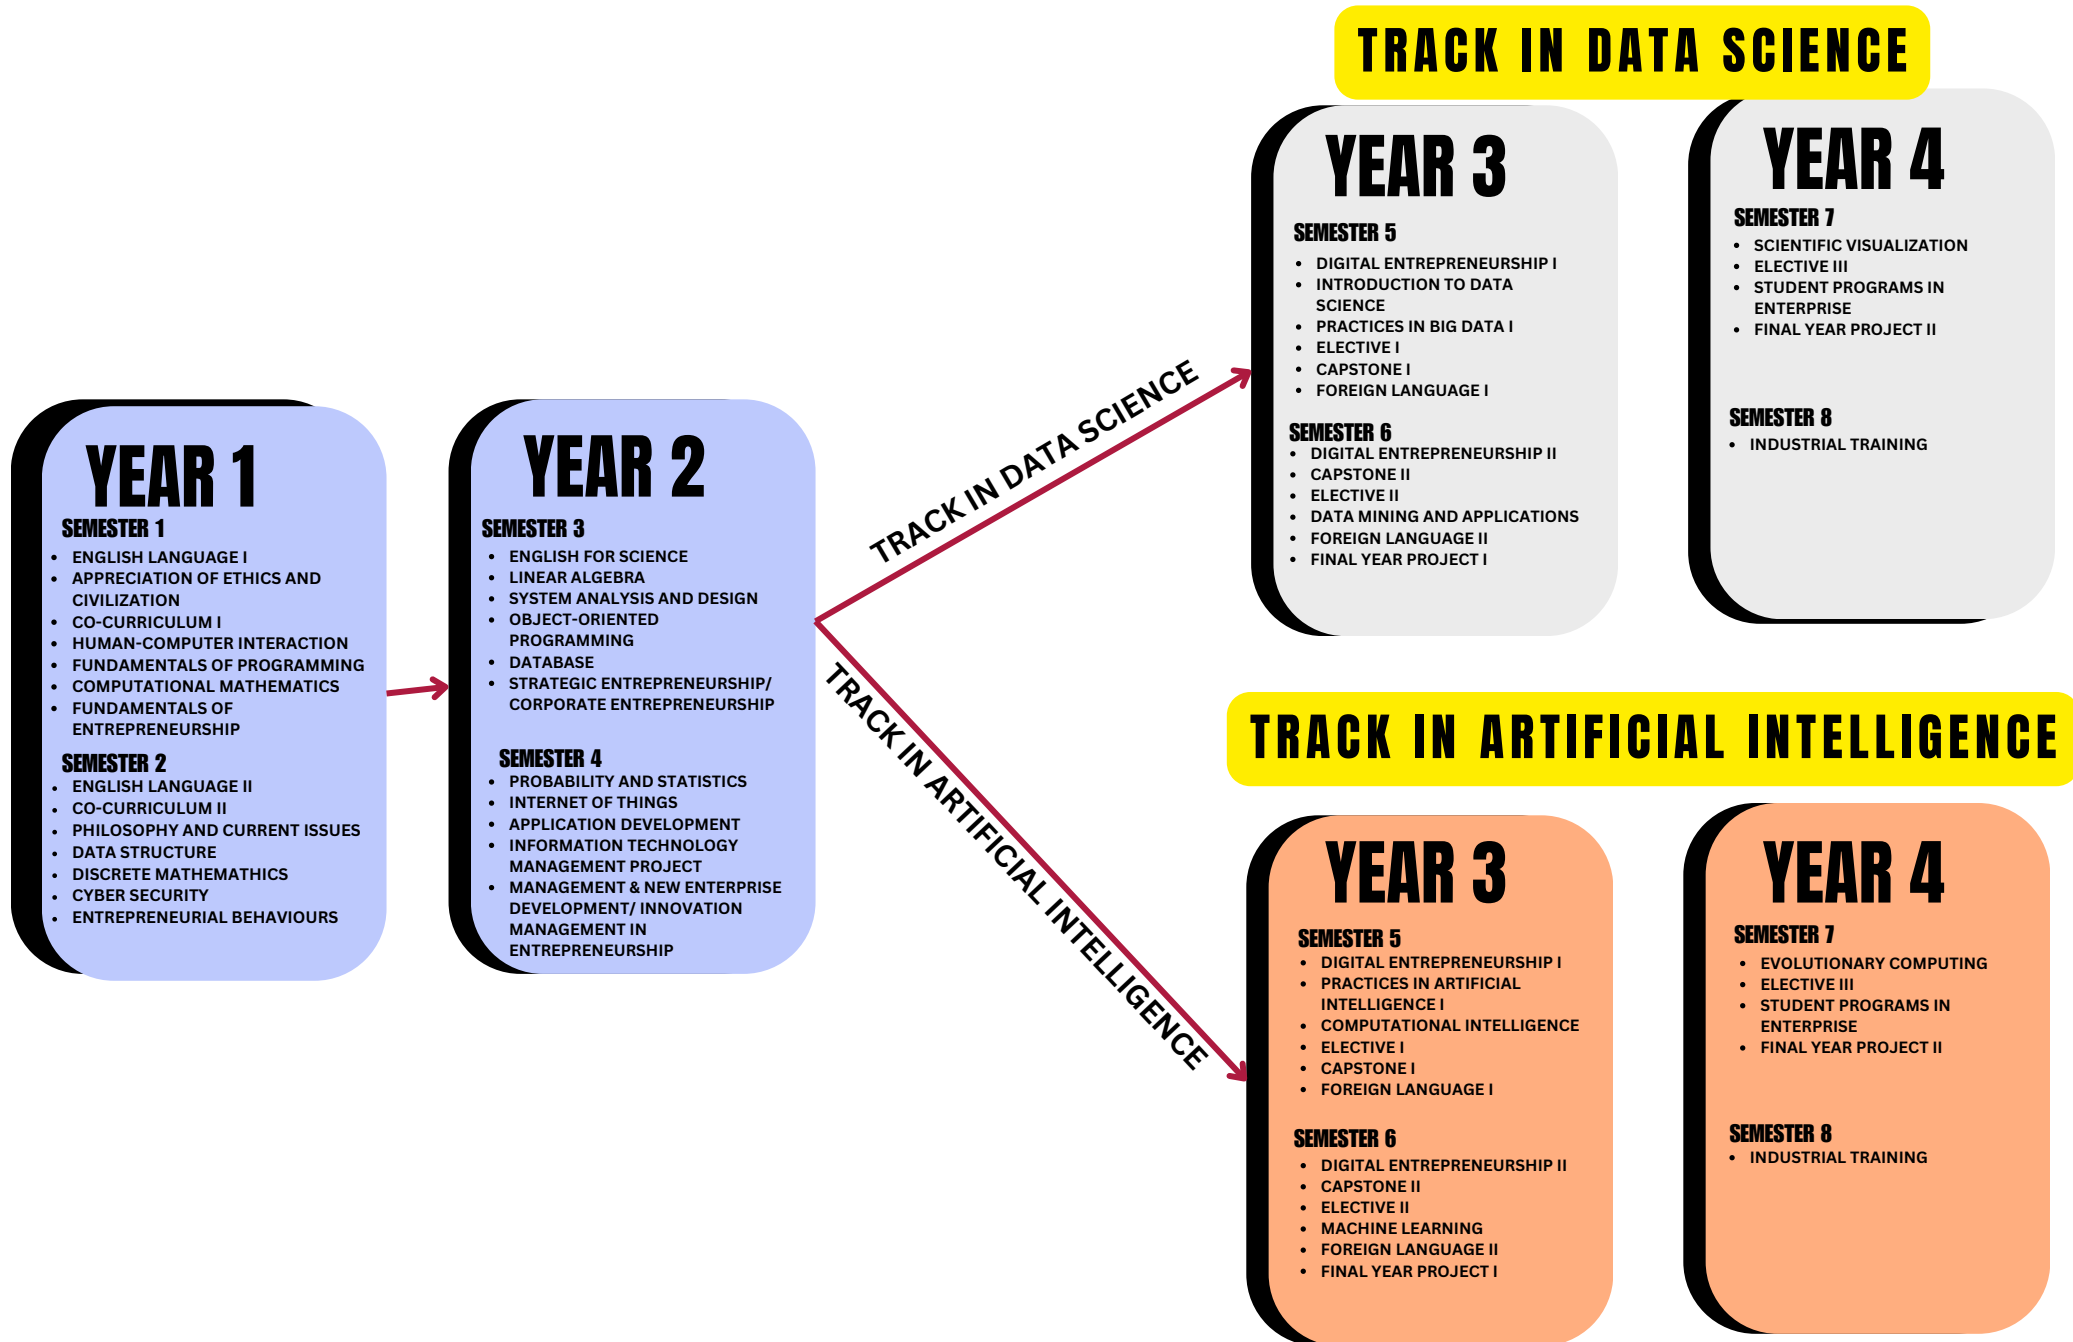 YEAR 1
SEMESTER 1
ENGLISH LANGUAGE I
APPRECIATION OF ETHICS AND
CIVILIZATION
CO-CURRICULUM I
HUMAN-COMPUTER INTERACTION
FUNDAMENTALS OF PROGRAMMING
COMPUTATIONAL MATHEMATICS
FUNDAMENTALS OF
ENTREPRENEURSHIP
SEMESTER 2
ENGLISH LANGUAGE II
CO-CURRICULUM II
PHILOSOPHY AND CURRENT ISSUES
DATA STRUCTURE
DISCRETE MATHEMATHICS
CYBER SECURITY
ENTREPRENEURIAL BEHAVIOURS
YEAR 2
SEMESTER 3
ENGLISH FOR SCIENCE
LINEAR ALGEBRA
SYSTEM ANALYSIS AND DESIGN
OBJECT-ORIENTED
PROGRAMMING
DATABASE
STRATEGIC ENTREPRENEURSHIP/
CORPORATE ENTREPRENEURSHIP
SEMESTER 4
PROBABILITY AND STATISTICS
INTERNET OF THINGS
APPLICATION DEVELOPMENT
INFORMATION TECHNOLOGY
MANAGEMENT PROJECT
MANAGEMENT & NEW ENTERPRISE
DEVELOPMENT/ INNOVATION
MANAGEMENT IN
ENTREPRENEURSHIP
TRACK IN DATA SCIENCE
TRACK IN ARTIFICIAL INTELLIGENCE
TRACK IN DATA SCIENCE
YEAR 3
SEMESTER 5
DIGITAL ENTREPRENEURSHIP I
INTRODUCTION TO DATA
SCIENCE
PRACTICES IN BIG DATA I
ELECTIVE I
CAPSTONE I
FOREIGN LANGUAGE I
SEMESTER 6
DIGITAL ENTREPRENEURSHIP II
CAPSTONE II
ELECTIVE II
DATA MINING AND APPLICATIONS
FOREIGN LANGUAGE II
FINAL YEAR PROJECT I
YEAR 4
SEMESTER 7
SCIENTIFIC VISUALIZATION
ELECTIVE III
STUDENT PROGRAMS IN
ENTERPRISE
FINAL YEAR PROJECT II
SEMESTER 8
INDUSTRIAL TRAINING
TRACK IN ARTIFICIAL INTELLIGENCE
YEAR 3
SEMESTER 5
DIGITAL ENTREPRENEURSHIP I
PRACTICES IN ARTIFICIAL
INTELLIGENCE I
COMPUTATIONAL INTELLIGENCE
ELECTIVE I
CAPSTONE I
FOREIGN LANGUAGE I
SEMESTER 6
DIGITAL ENTREPRENEURSHIP II
CAPSTONE II
ELECTIVE II
MACHINE LEARNING
FOREIGN LANGUAGE II
FINAL YEAR PROJECT I
YEAR 4
SEMESTER 7
EVOLUTIONARY COMPUTING
ELECTIVE III
STUDENT PROGRAMS IN
ENTERPRISE
FINAL YEAR PROJECT II
SEMESTER 8
INDUSTRIAL TRAINING